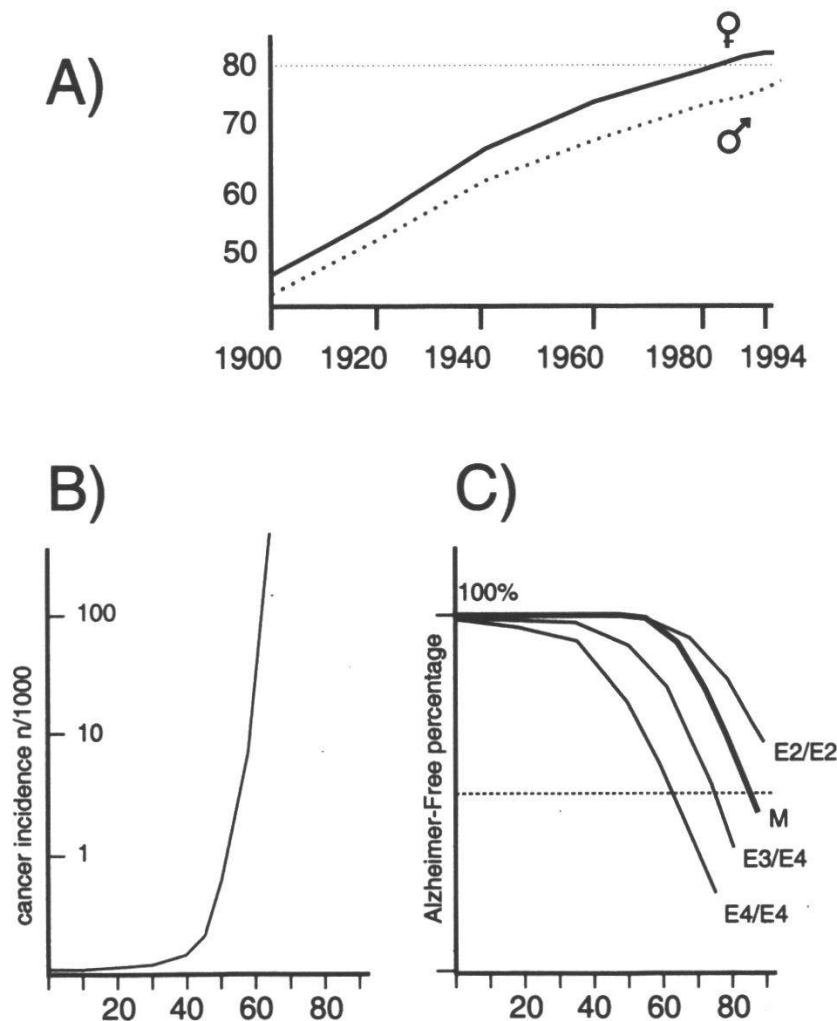 A)
♀
80
70
♂
60
50
1900 1920 1940 1960 1980 1994
B)
cancer incidence n/1000
100
10
1
20 40 60 80
C)
Alzheimer-Free percentage
100%
E2/E2
M
E3/E4
E4/E4
20 40 60 80